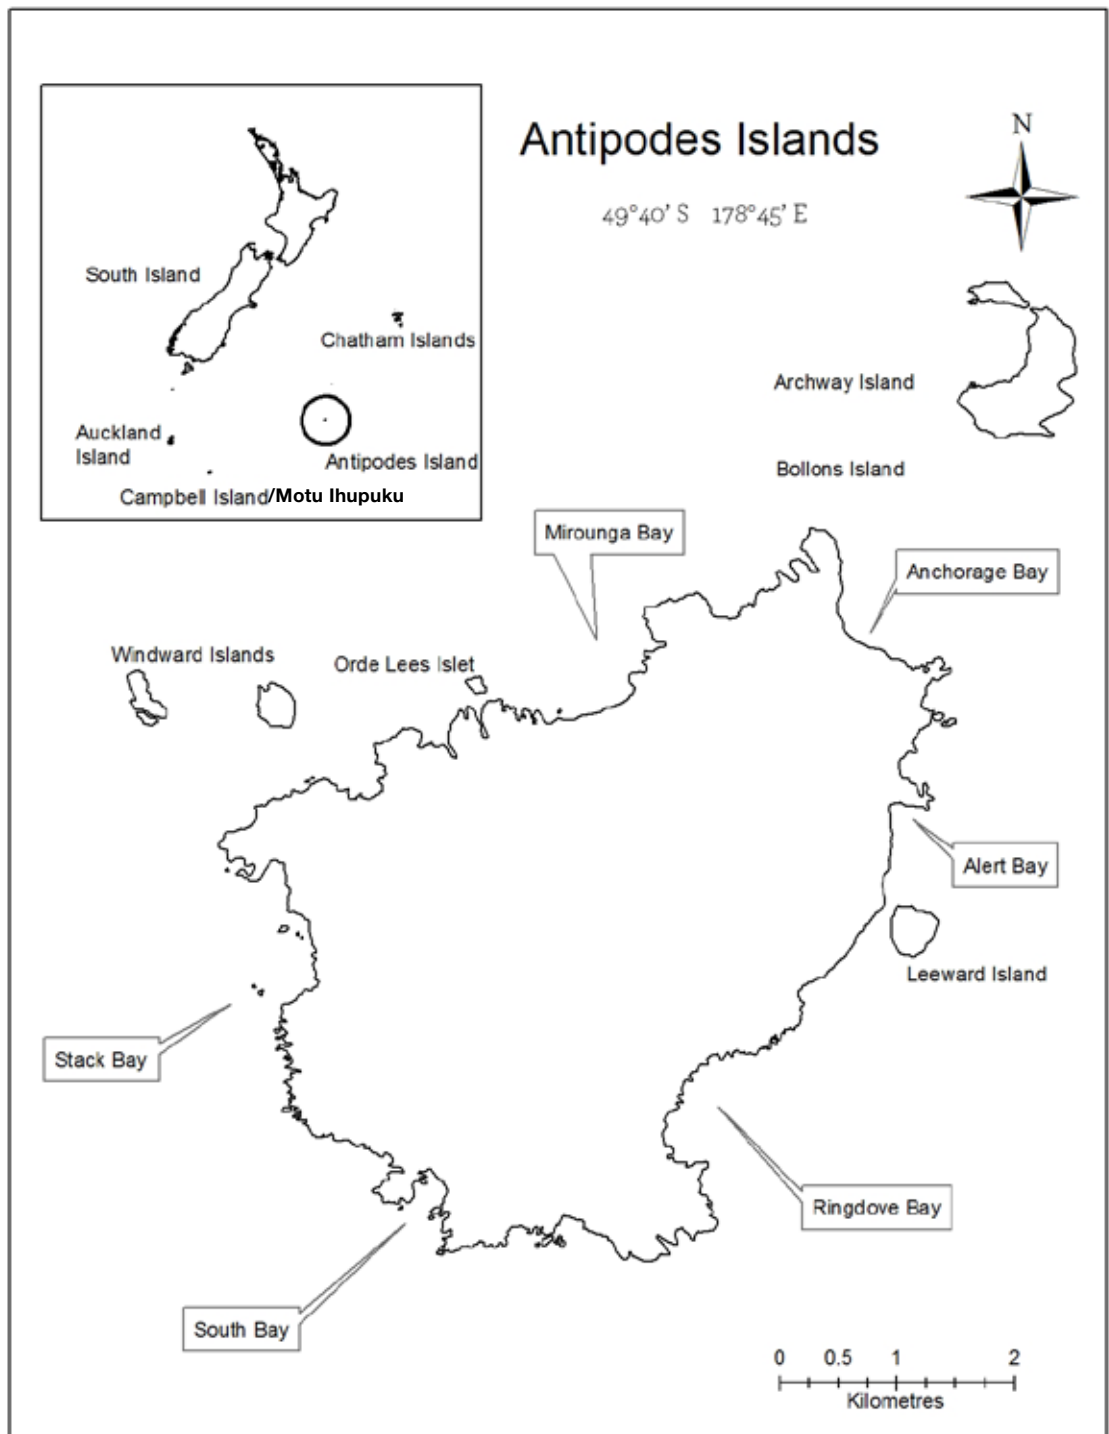 Antipodes Islands
49°40' S 178°45' E
N
South Island
Chatham Islands
Auckland
Island
Antipodes Island
Campbell Island/Motu Ihupuku
Archway Island
Bollons Island
Mirounga Bay
Anchorage Bay
Windward Islands
Orde Lees Islet
Alert Bay
Leeward Island
Stack Bay
Ringdove Bay
South Bay
0 0.5 1 2
Kilometres